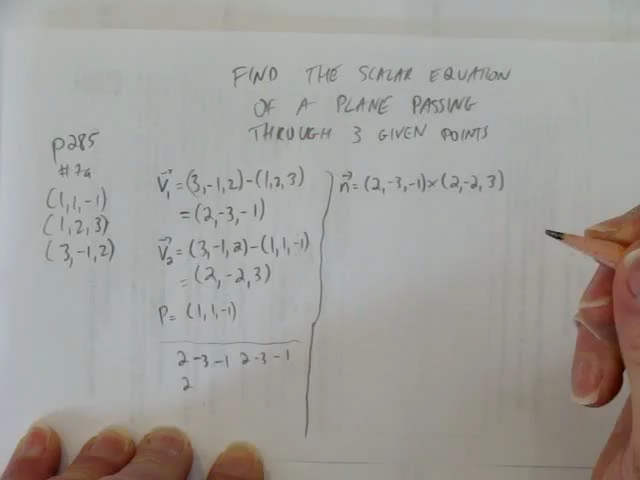 FIND THE SCALAR EQUATION
OF A PLANE PASSING
THROUGH 3 GIVEN POINTS
p285
#7a
(1,1,-1)
(1,2,3)
(3,-1,2)
V⃗₁ = (3,-1,2)-(1,2,3)
= (2,-3,-1)
V⃗₂ = (3,-1,2)-(1,1,-1)
= (2,-2,3)
P = (1,1,-1)
2 -3 -1 2 -3 -1
2
n⃗ = (2,-3,-1)×(2,-2,3)